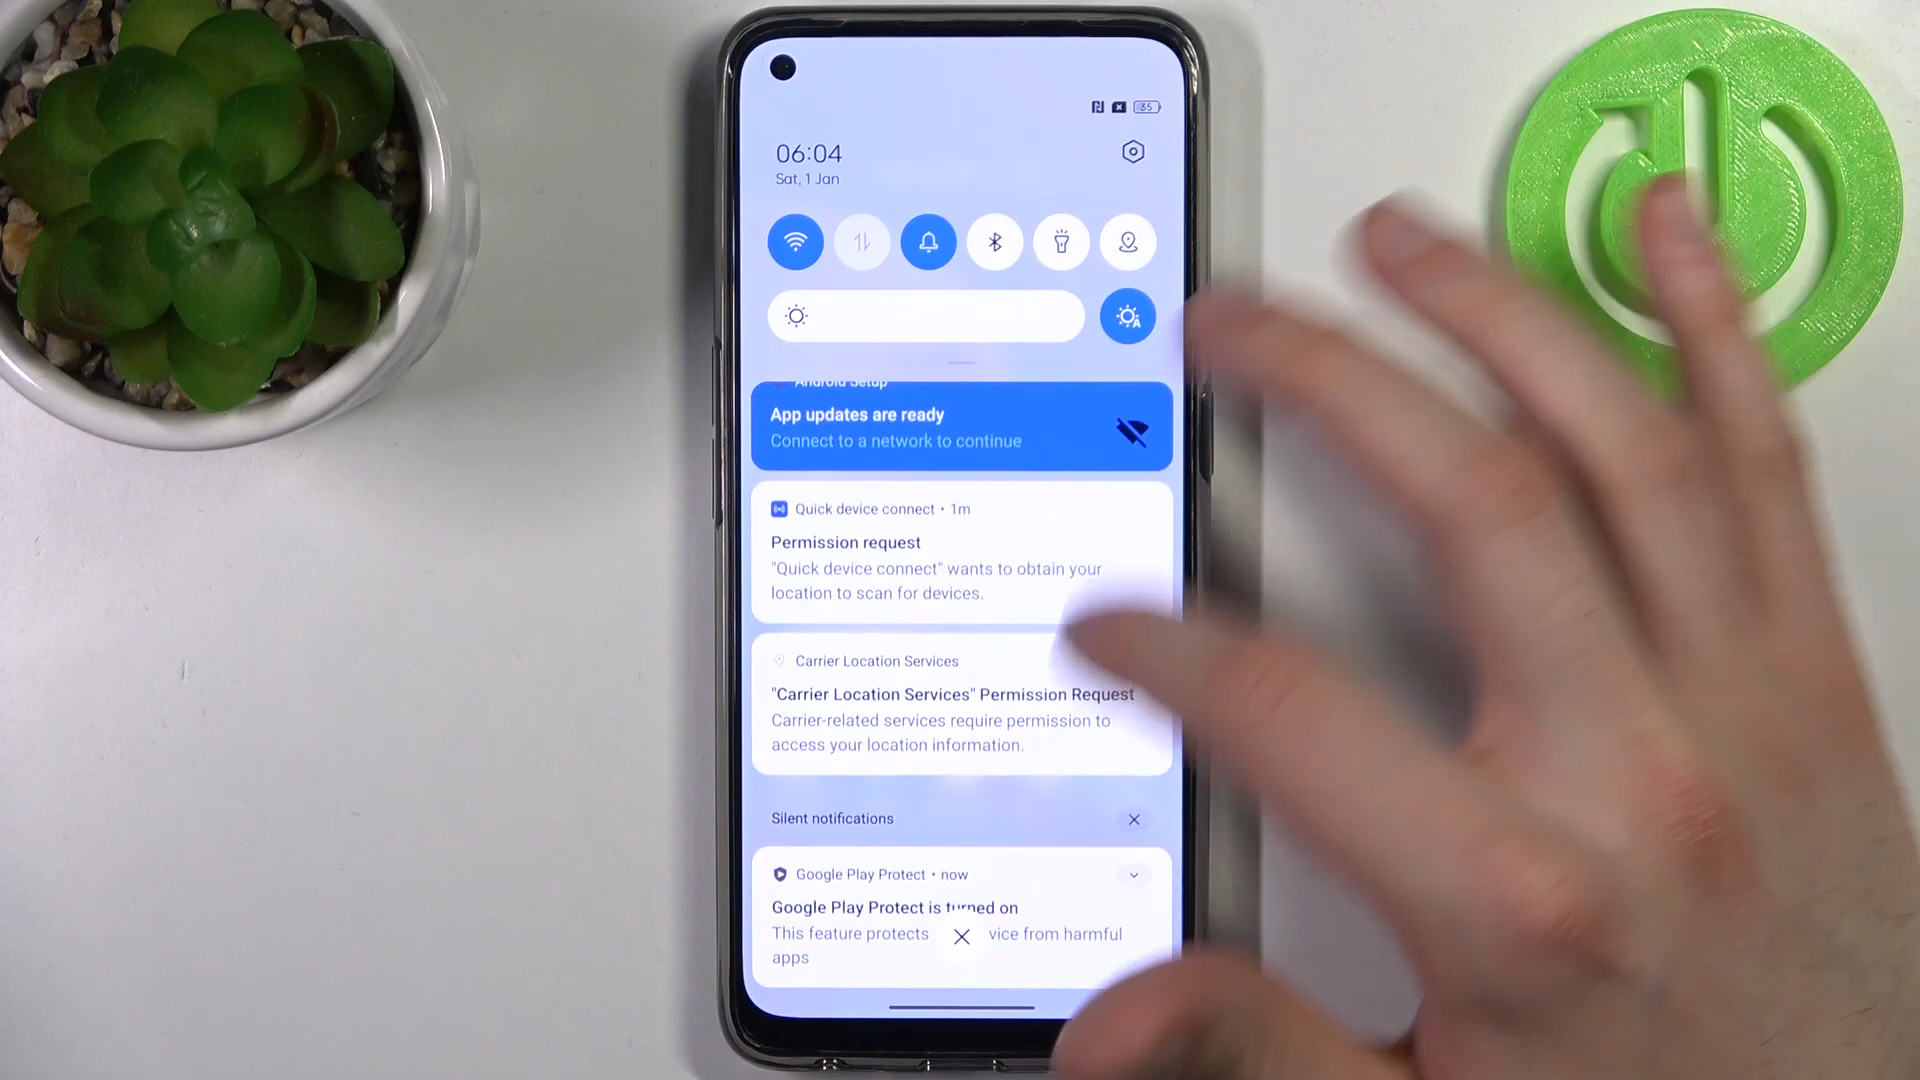 85
06:04
Sat, 1 Jan
Android Setup
App updates are ready
Connect to a network to continue
Quick device connect • 1m
Permission request
"Quick device connect" wants to obtain your
location to scan for devices.
Carrier Location Services
"Carrier Location Services" Permission Request
Carrier-related services require permission to
access your location information.
Silent notifications
Google Play Protect • now
Google Play Protect is turned on
This feature protects vice from harmful
apps